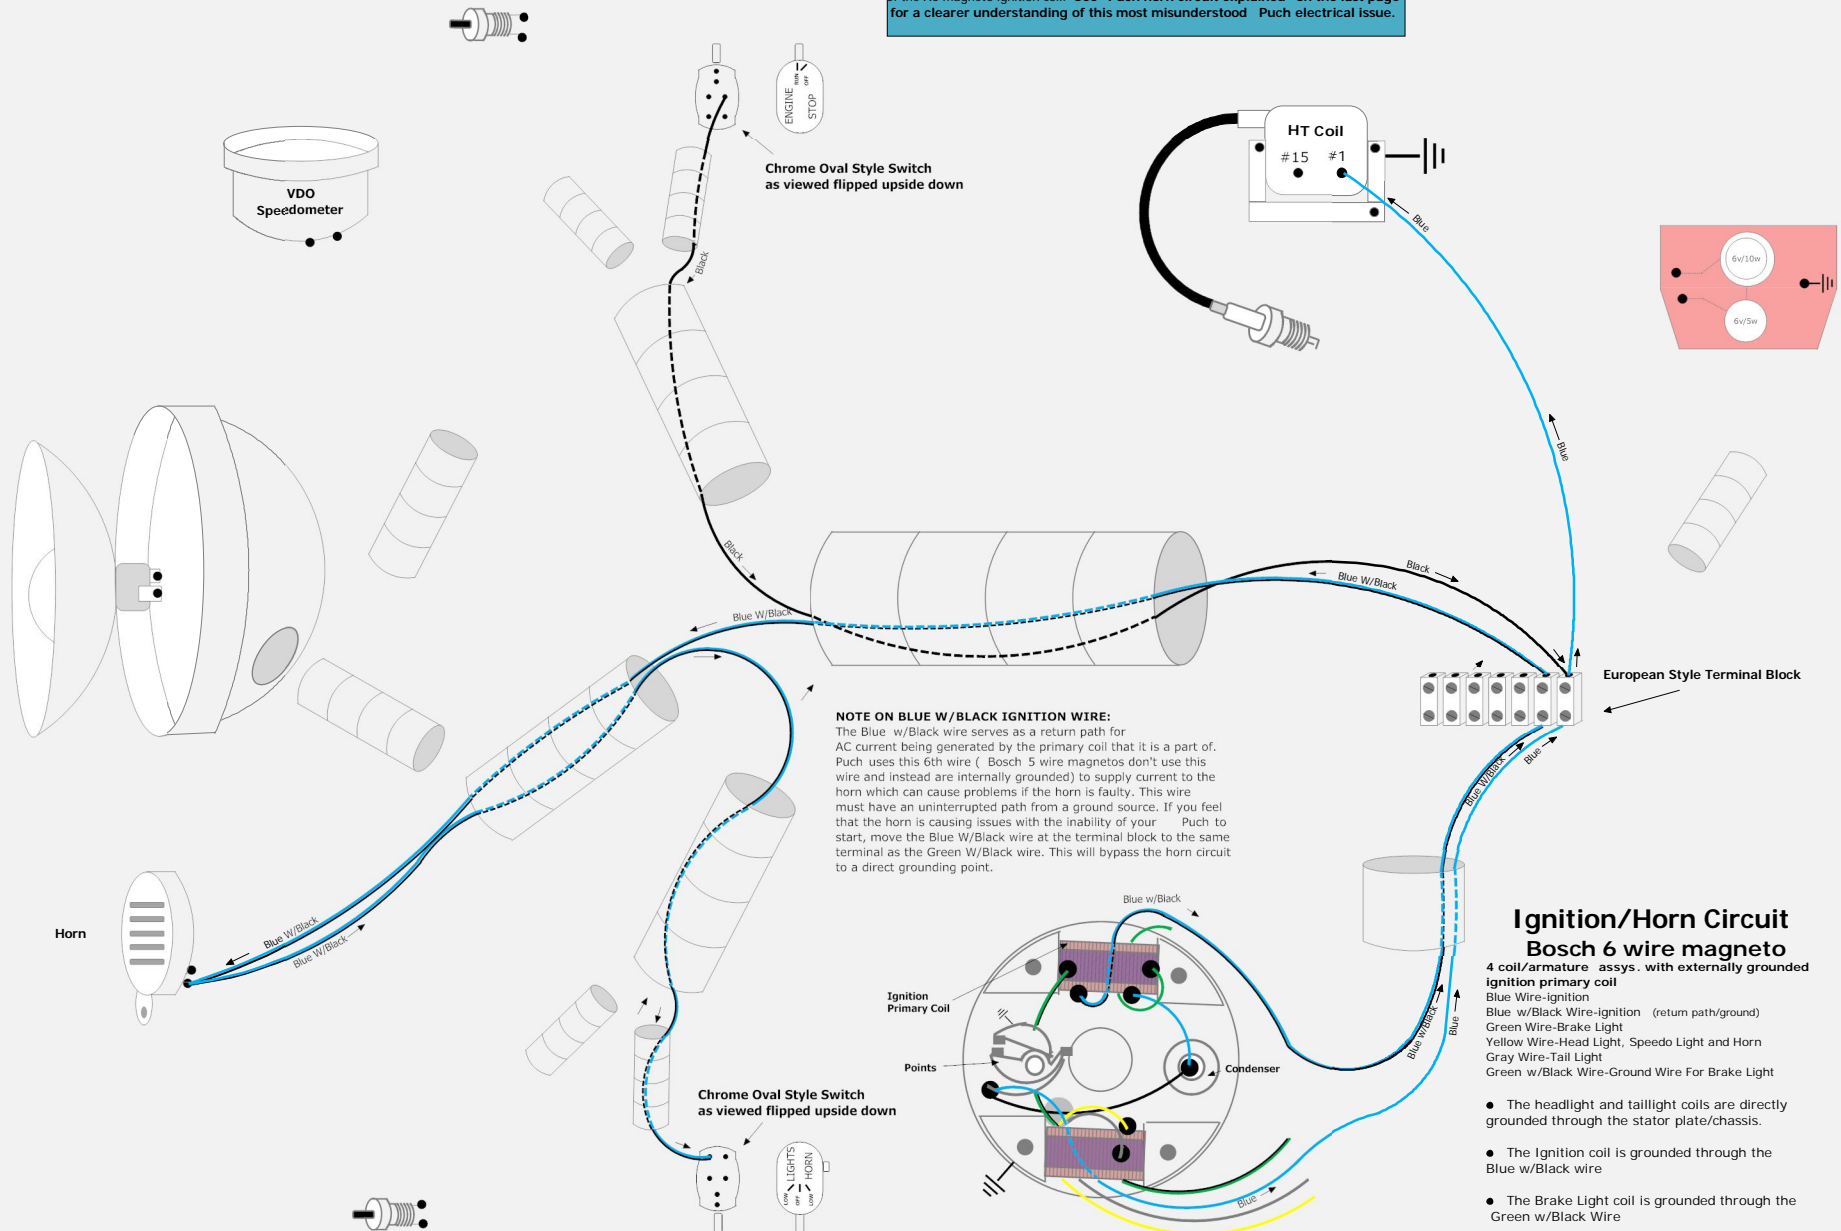 for a clearer understanding of this most misunderstood Puch electrical issue.
ENGINE
RUN
OFF
STOP
Chrome Oval Style Switch
as viewed flipped upside down
HT Coil
#15 #1
VDO
Speedometer
Blue
6v/10w
6v/5w
Black
Blue
Black
Black
Blue W/Black
Blue W/Black
European Style Terminal Block
NOTE ON BLUE W/BLACK IGNITION WIRE:
The Blue w/Black wire serves as a return path for
AC current being generated by the primary coil that it is a part of.
Puch uses this 6th wire ( Bosch 5 wire magnetos don't use this
wire and instead are internally grounded) to supply current to the
horn which can cause problems if the horn is faulty. This wire
must have an uninterrupted path from a ground source. If you feel
that the horn is causing issues with the inability of your Puch to
start, move the Blue W/Black wire at the terminal block to the same
terminal as the Green W/Black wire. This will bypass the horn circuit
to a direct grounding point.
Blue W/Black
Blue
Horn
Blue W/Black
Blue W/Black
Blue w/Black
Ignition
Primary Coil
Points
Condenser
Blue w/Black
Blue
Blue
Ignition/Horn Circuit
Bosch 6 wire magneto
4 coil/armature assys. with externally grounded
ignition primary coil
Blue Wire-ignition
Blue w/Black Wire-ignition (return path/ground)
Green Wire-Brake Light
Yellow Wire-Head Light, Speedo Light and Horn
Gray Wire-Tail Light
Green w/Black Wire-Ground Wire For Brake Light
● The headlight and taillight coils are directly
grounded through the stator plate/chassis.
● The Ignition coil is grounded through the
Blue w/Black wire
● The Brake Light coil is grounded through the
Green w/Black Wire
Chrome Oval Style Switch
as viewed flipped upside down
LIGHTS
LOW
OFF
LOW
HORN